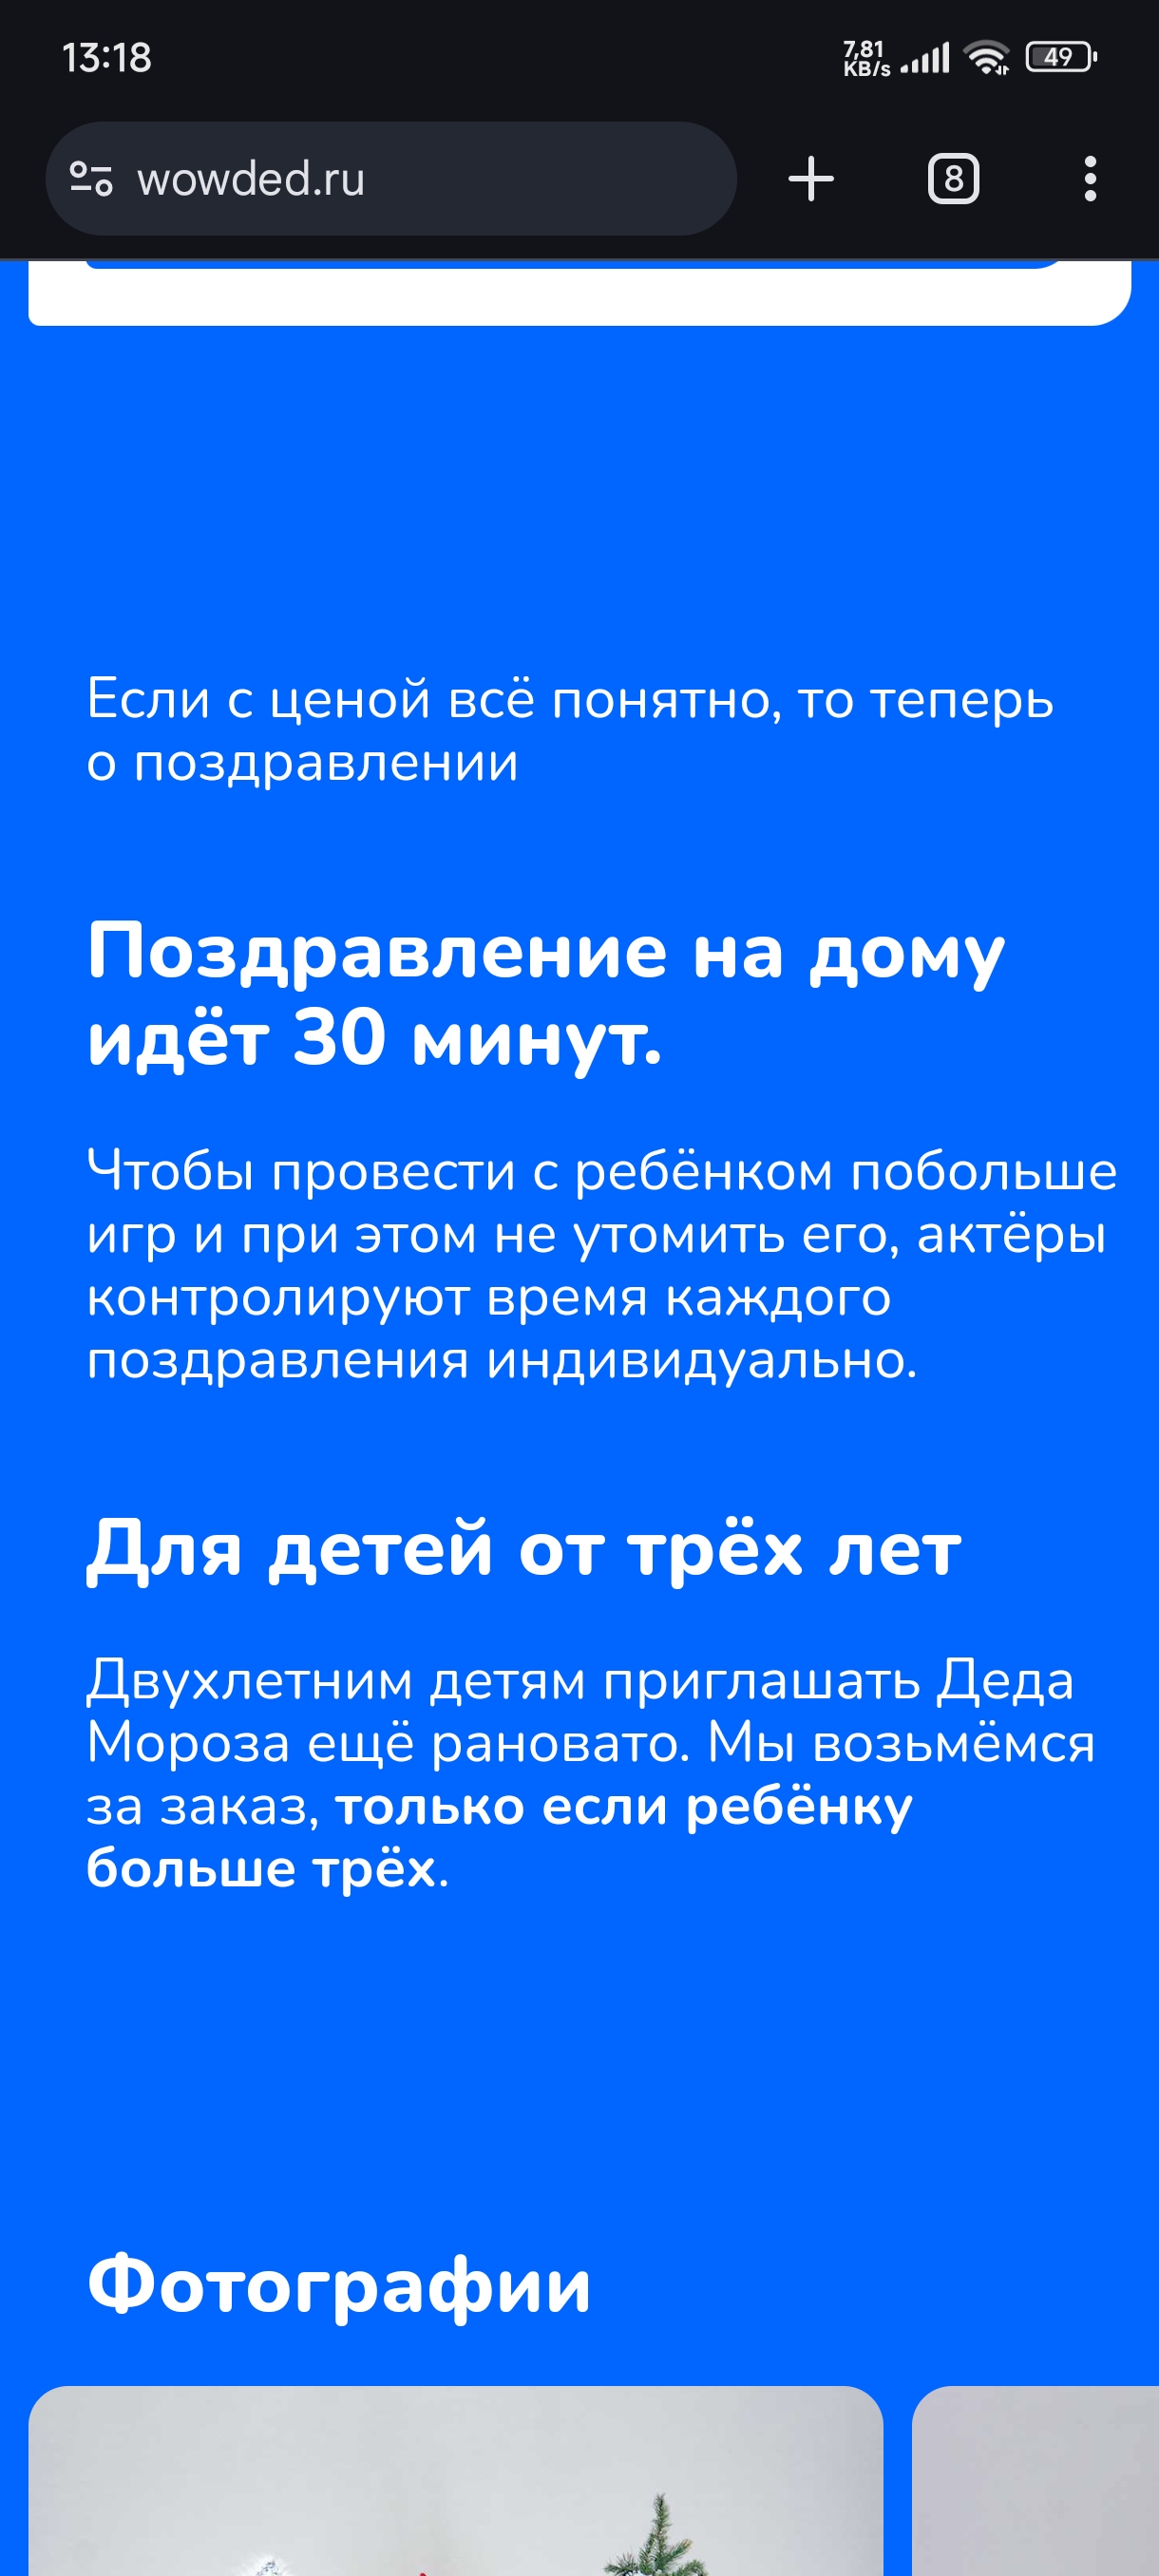 13:18
7,81
KB/s
49
wowded.ru
8
Если с ценой всё понятно, то теперь
о поздравлении
Поздравление на дому
идёт 30 минут.
Чтобы провести с ребёнком побольше
игр и при этом не утомить его, актёры
контролируют время каждого
поздравления индивидуально.
Для детей от трёх лет
Двухлетним детям приглашать Деда
Мороза ещё рановато. Мы возьмёмся
за заказ, только если ребёнку
больше трёх.
Фотографии